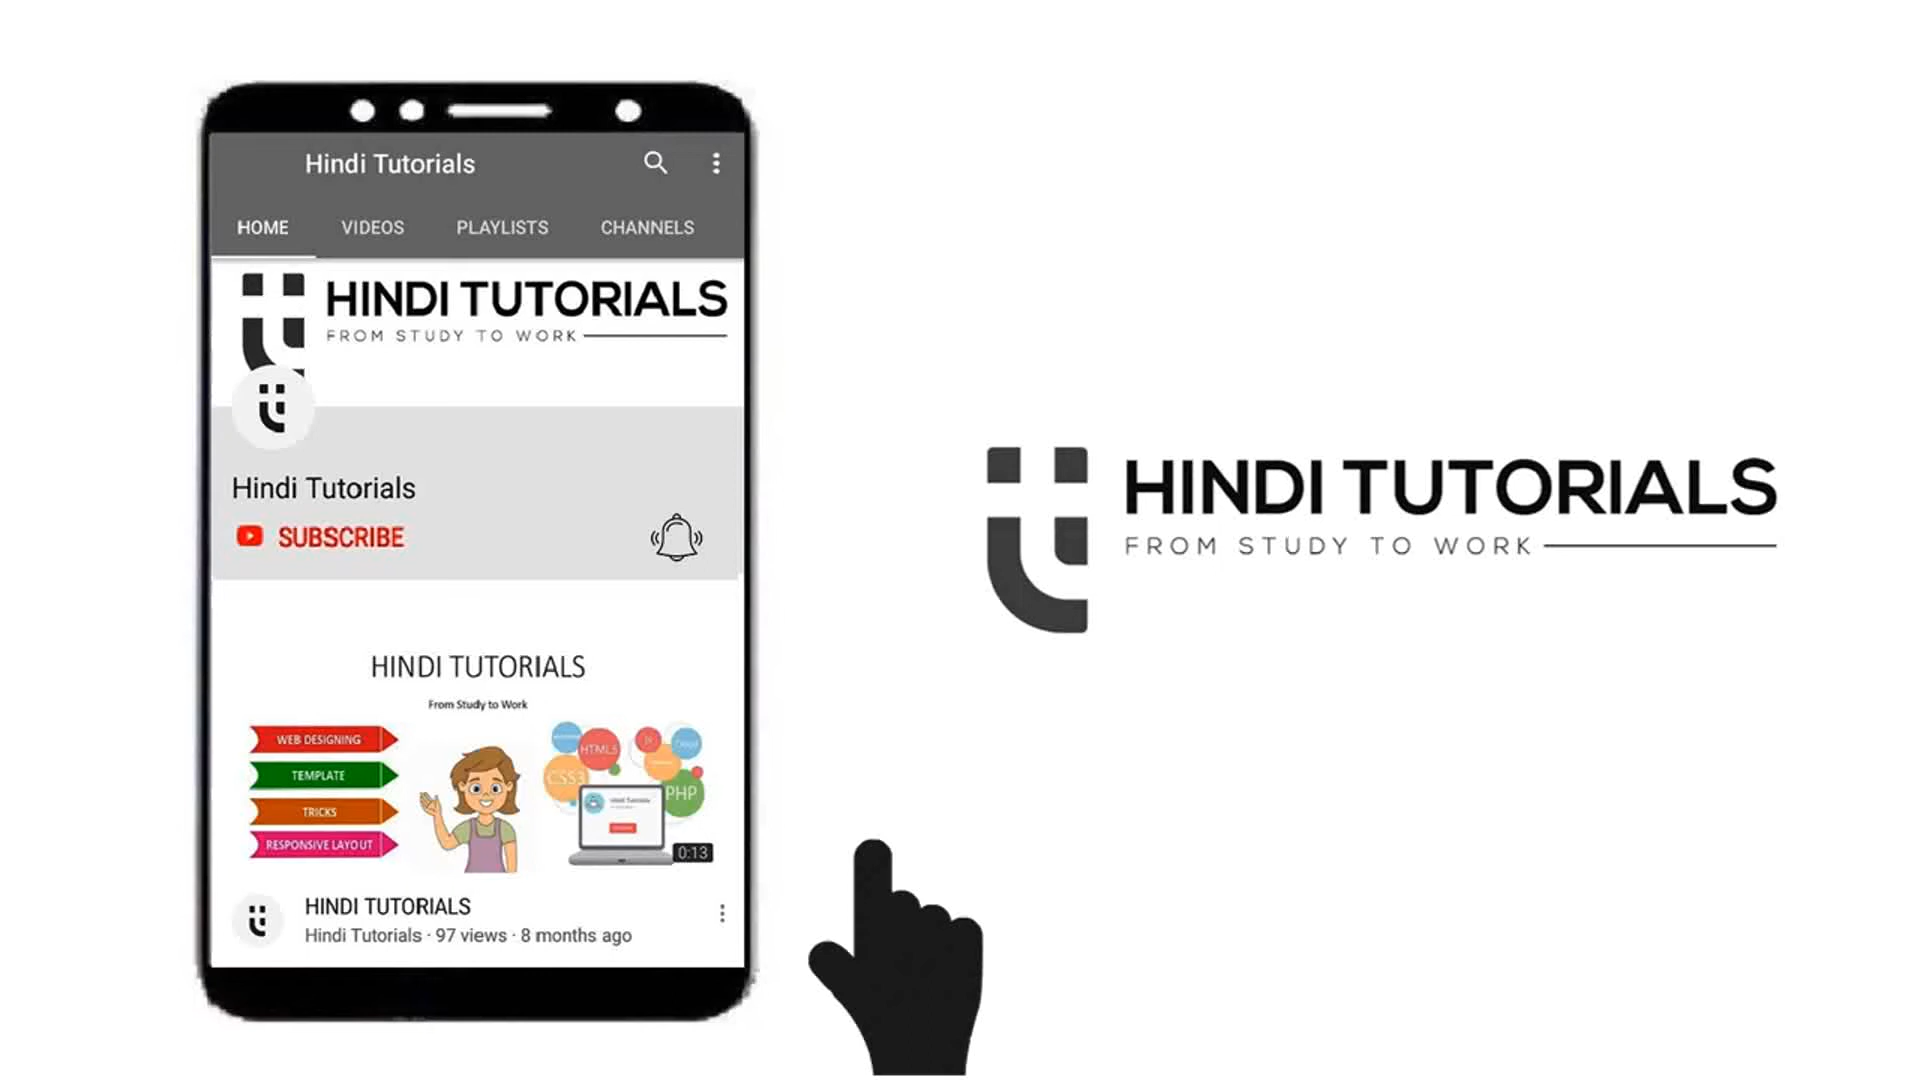 Hindi Tutorials
HOME VIDEOS PLAYLISTS CHANNELS
HINDI TUTORIALS
FROM STUDY TO WORK
Hindi Tutorials
SUBSCRIBE
HINDI TUTORIALS
From Study to Work
WEB DESIGNING
TEMPLATE
TRICKS
RESPONSIVE LAYOUT
HTML5
CSS3
PHP
0:13
HINDI TUTORIALS
Hindi Tutorials · 97 views · 8 months ago
HINDI TUTORIALS
FROM STUDY TO WORK